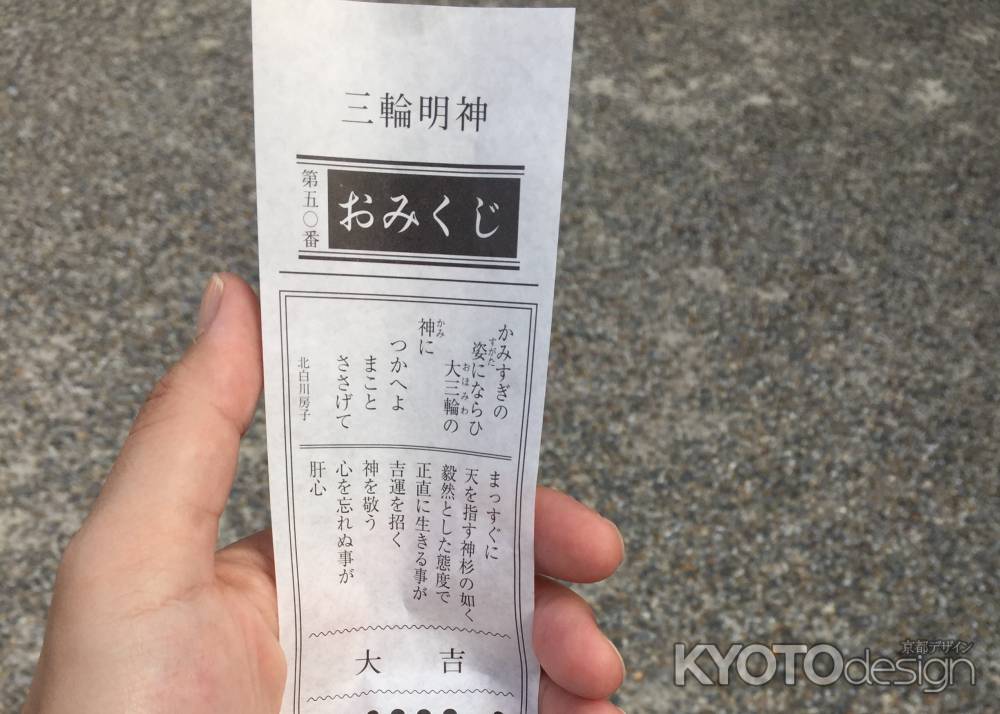 三輪明神
第五〇番
おみくじ
かみすぎの
姿にならひ
すがた
大三輪の
おほみわ
神に
かみ
つかへよ
まこと
ささげて
北白川房子
まっすぐに
天を指す神杉の如く
毅然とした態度で
正直に生きる事が
吉運を招く
神を敬う
心を忘れぬ事が
肝心
大吉
京都デザイン
KYOTOdesign